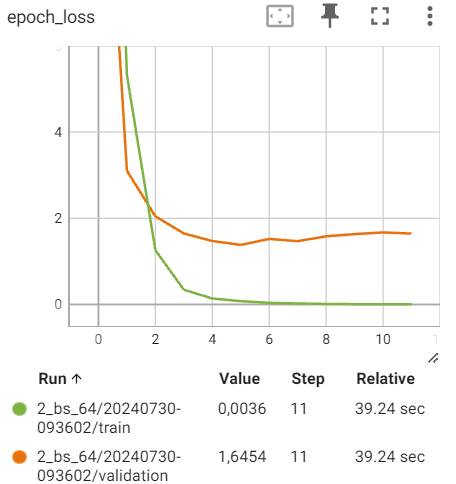 epoch_loss
4
2
0
0 2 4 6 8 10
Run ↑ Value Step Relative
2_bs_64/20240730- 0,0036 11 39.24 sec
093602/train
2_bs_64/20240730- 1,6454 11 39.24 sec
093602/validation